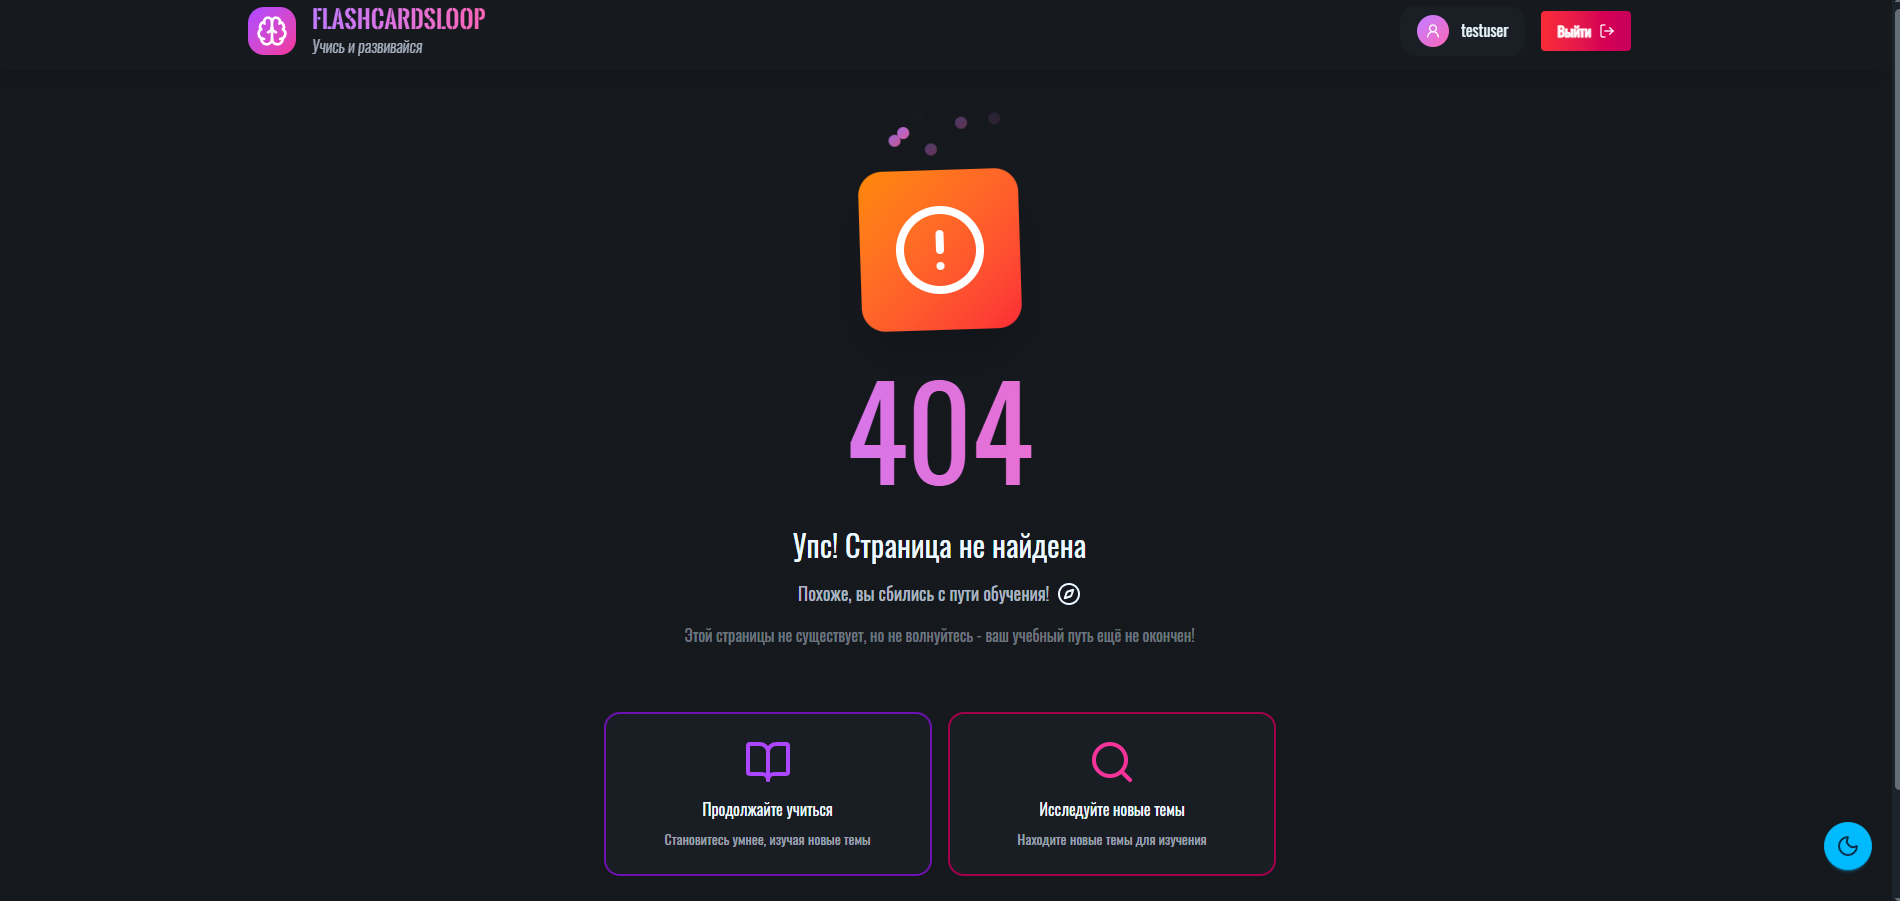 FLASHCARDSLOOP
Учись и развивайся
testuser
Выйти
404
Упс! Страница не найдена
Похоже, вы сбились с пути обучения!
Этой страницы не существует, но не волнуйтесь - ваш учебный путь ещё не окончен!
Продолжайте учиться
Становитесь умнее, изучая новые темы
Исследуйте новые темы
Находите новые темы для изучения